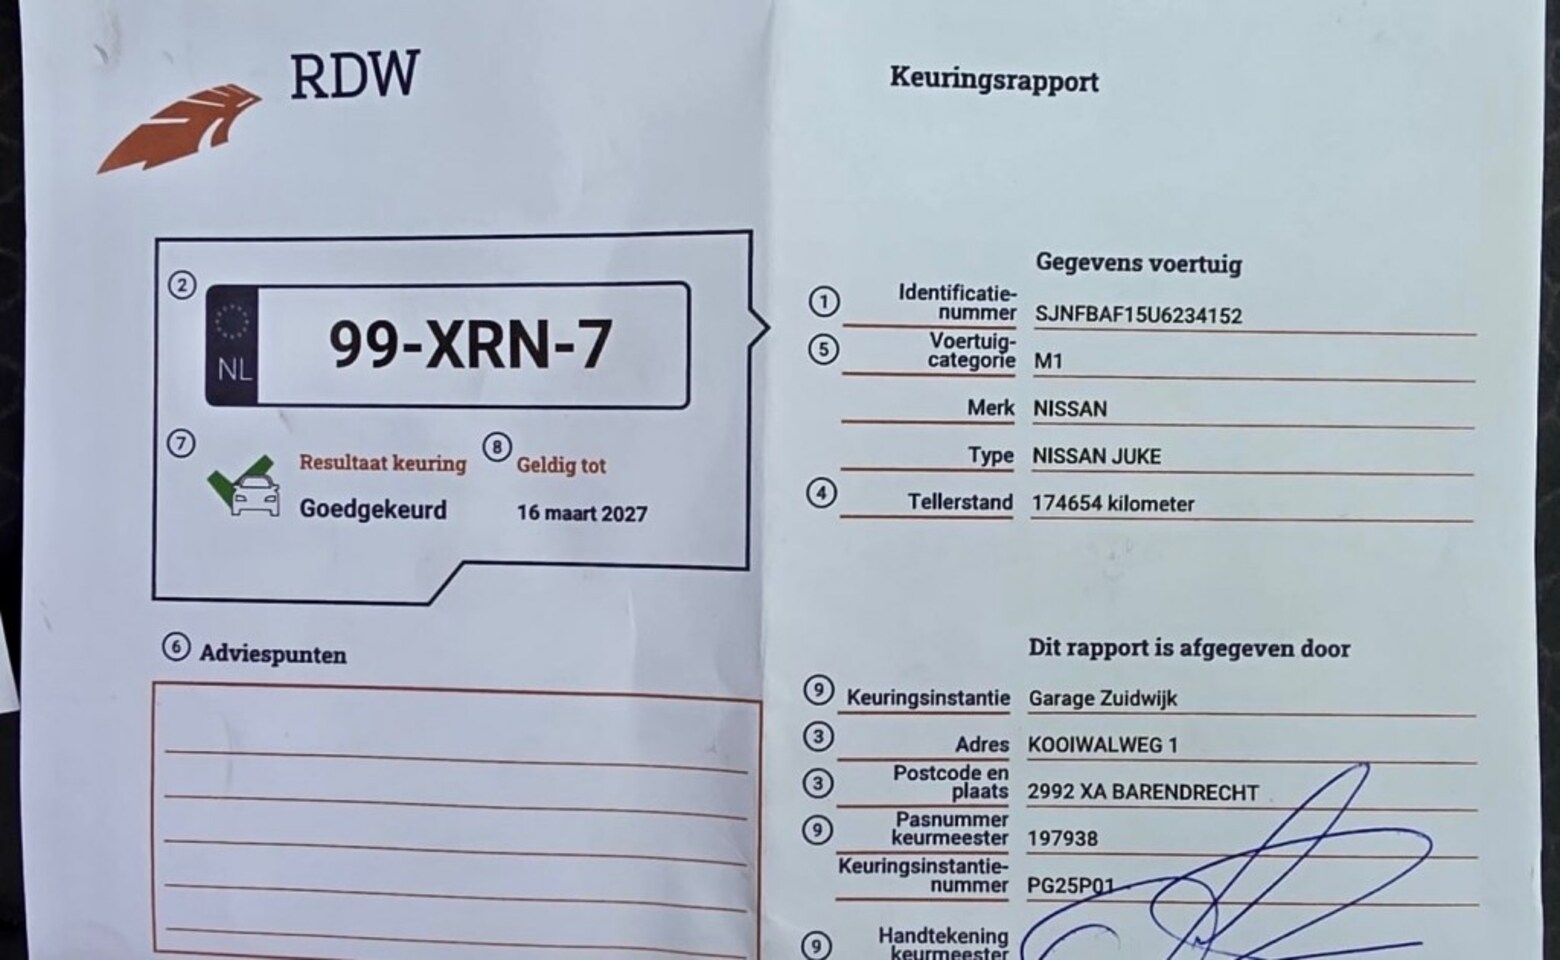 RDW
Keuringsrapport
2
NL
99-XRN-7
7
Resultaat keuring
Goedgekeurd
8
Geldig tot
16 maart 2027
6 Adviespunten
Gegevens voertuig
1 Identificatie-
nummer SJNFBAF15U6234152
5 Voertuig-
categorie M1
Merk NISSAN
Type NISSAN JUKE
4 Tellerstand 174654 kilometer
Dit rapport is afgegeven door
9 Keuringsinstantie Garage Zuidwijk
3 Adres KOOIWALWEG 1
3 Postcode en
plaats 2992 XA BARENDRECHT
9 Pasnummer
keurmeester 197938
Keuringsinstantie-
nummer PG25P01
9 Handtekening
keurmeester